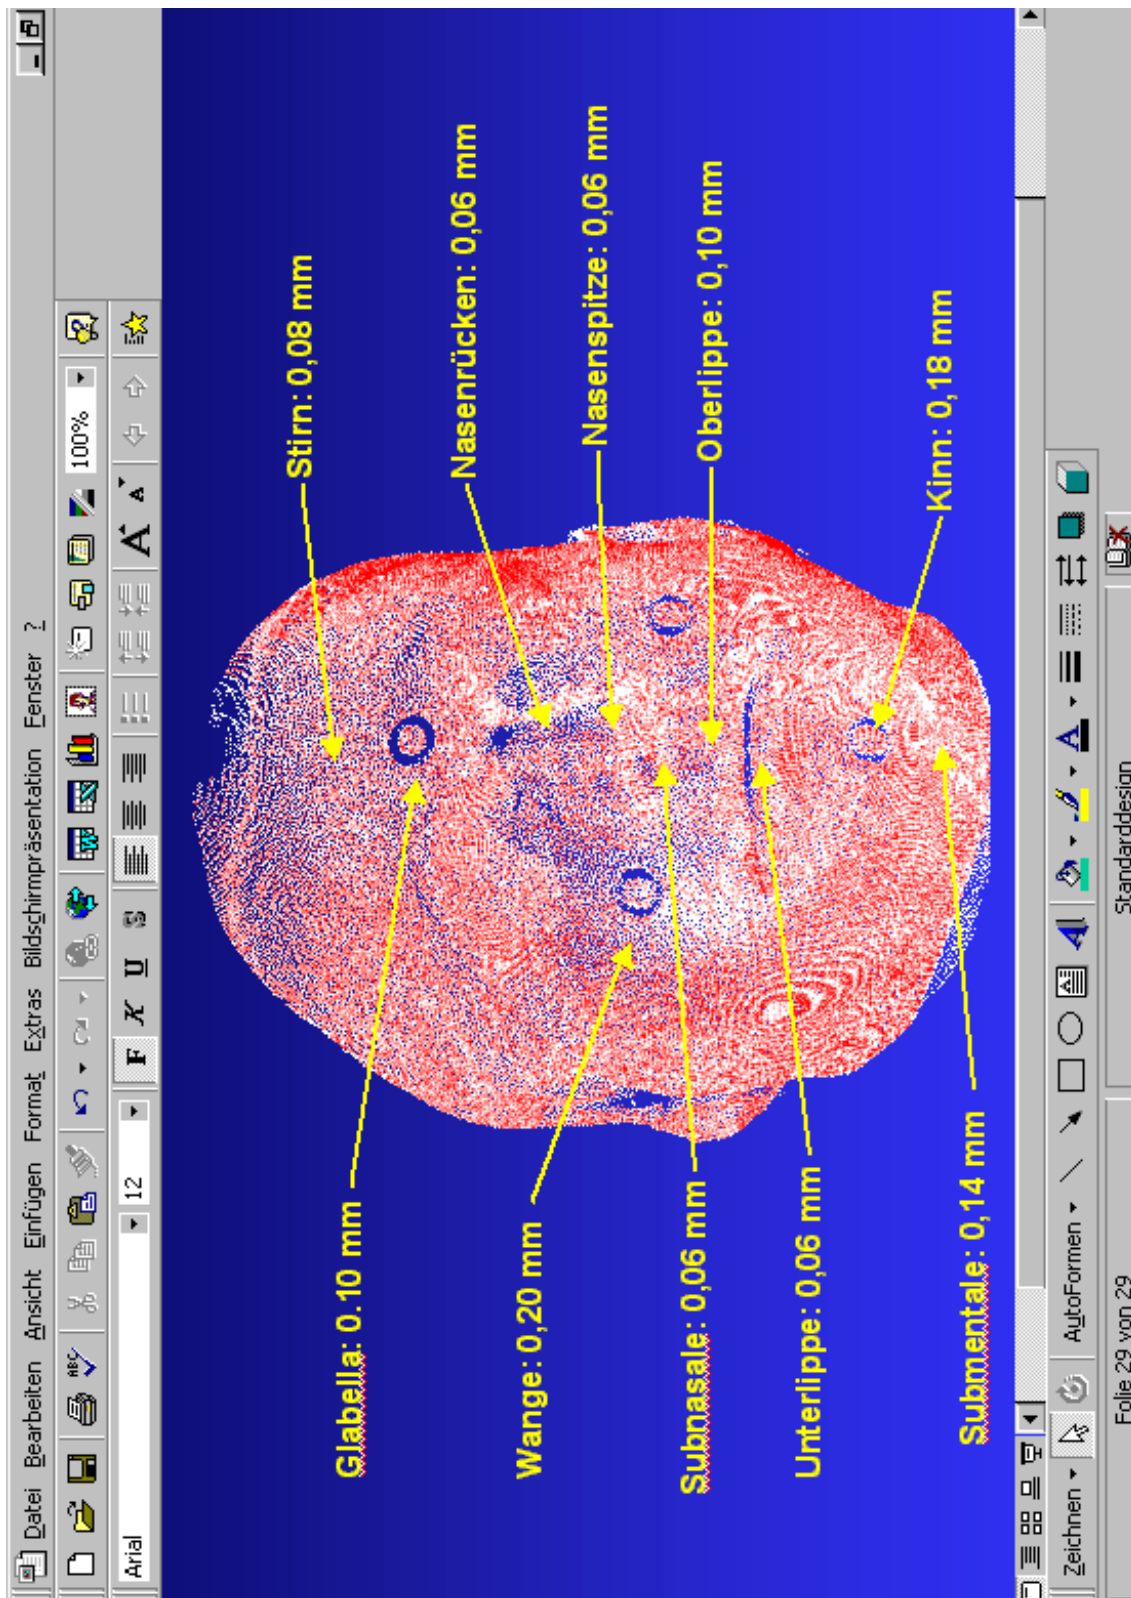 Datei Bearbeiten Ansicht Einfügen Format Extras Bildschirmpräsentation Fenster ?
100%
Arial 12 F K U S
Stirn: 0,08 mm
Glabella: 0.10 mm
Nasenrücken: 0,06 mm
Wange: 0,20 mm
Nasenspitze: 0,06 mm
Subnasale: 0,06 mm
Oberlippe: 0,10 mm
Unterlippe: 0,06 mm
Kinn: 0,18 mm
Submentale: 0,14 mm
Zeichnen AutoFormen
Folie 29 von 29 Standarddesign